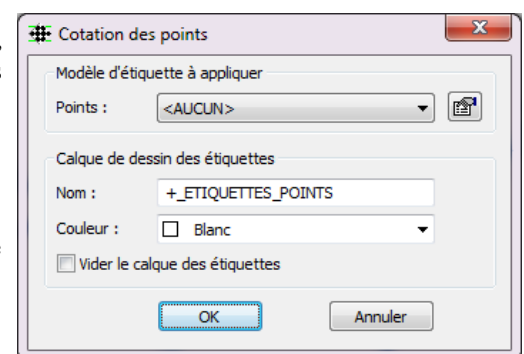 Cotation des points
Modèle d'étiquette à appliquer
Points : <AUCUN>
Calque de dessin des étiquettes
Nom : +_ETIQUETTES_POINTS
Couleur : Blanc
Vider le calque des étiquettes
OK Annuler